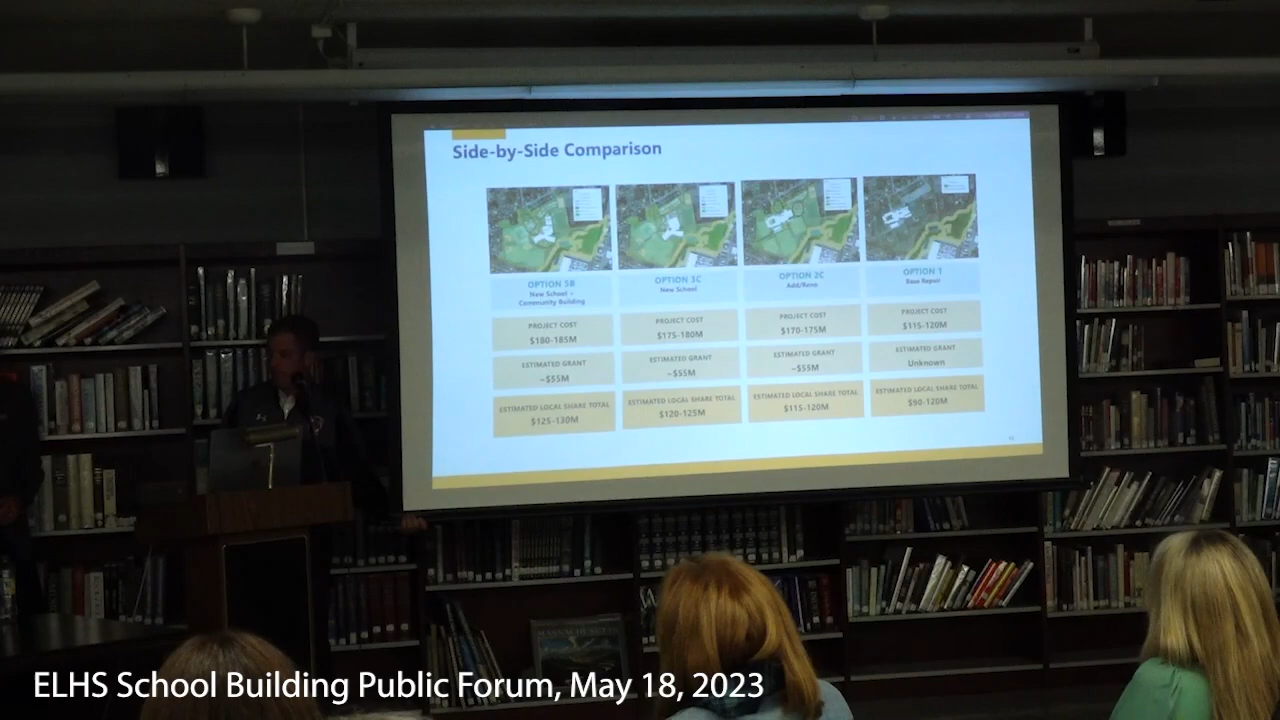 Side-by-Side Comparison
New School +
Community Building
PROJECT COST
$180-185M
ESTIMATED GRANT
~$55M
ESTIMATED LOCAL SHARE TOTAL
$125-130M
OPTION 3C
New School
PROJECT COST
$175-180M
ESTIMATED GRANT
~$55M
ESTIMATED LOCAL SHARE TOTAL
$120-125M
OPTION 2C
Add/Reno
PROJECT COST
$170-175M
ESTIMATED GRANT
~$55M
ESTIMATED LOCAL SHARE TOTAL
$115-120M
OPTION 1
Base Repair
PROJECT COST
$115-120M
ESTIMATED GRANT
Unknown
ESTIMATED LOCAL SHARE TOTAL
$90-120M
MASSACHUSETTS
ELHS School Building Public Forum, May 18, 2023